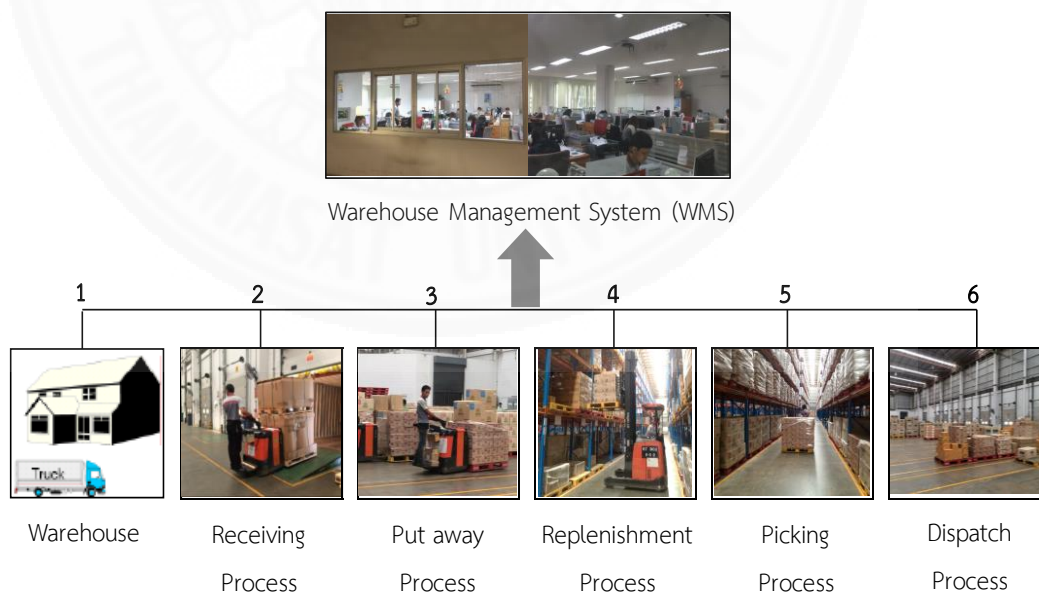 Warehouse Management System (WMS)
1 2 3 4 5 6
Truck
Warehouse Receiving Put away Replenishment Picking Dispatch
Process Process Process Process Process